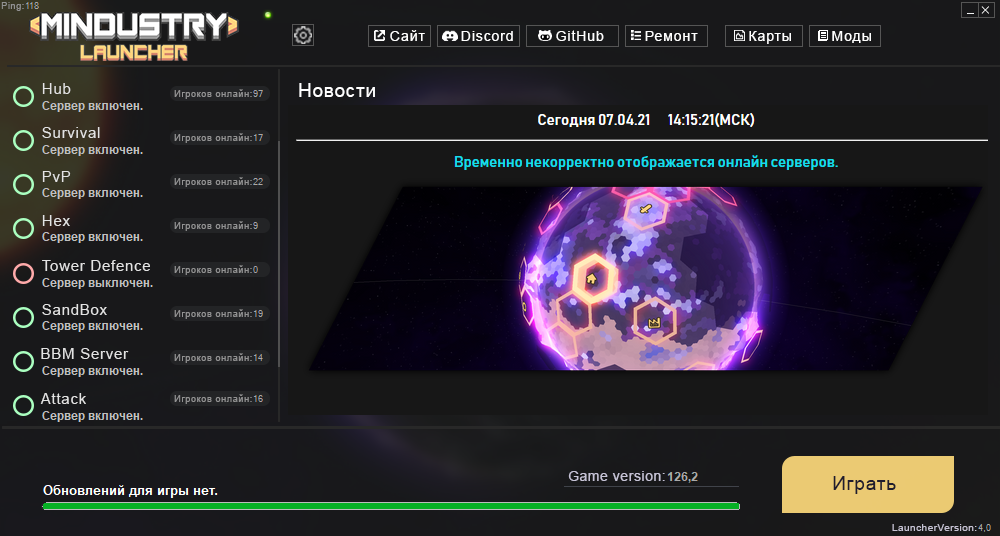 Ping:118
MINDUSTRY
LAUNCHER
Сайт
Discord
GitHub
Ремонт
Карты
Моды
Hub
Сервер включен.
Игроков онлайн:97
Survival
Сервер включен.
Игроков онлайн:17
PvP
Сервер включен.
Игроков онлайн:22
Hex
Сервер включен.
Игроков онлайн:9
Tower Defence
Сервер выключен.
Игроков онлайн:0
SandBox
Сервер включен.
Игроков онлайн:19
BBM Server
Сервер включен.
Игроков онлайн:14
Attack
Сервер включен.
Игроков онлайн:16
Новости
Сегодня 07.04.21 14:15:21(МСК)
Временно некорректно отображается онлайн серверов.
Обновлений для игры нет.
Game version:126,2
Играть
LauncherVersion:4,0